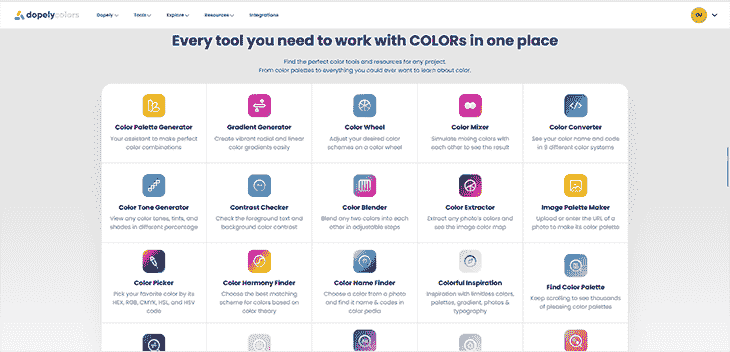 dopelycolors
Dopely Tools Explore Resources Integrations
Every tool you need to work with COLORs in one place
Find the perfect color tools and resources for any project.
From color palettes to everything you could ever want to learn about color.
Color Palette Generator
Your assistant to make perfect
color combinations
Gradient Generator
Create vibrant radial and linear
color gradients easily
Color Wheel
Adjust your desired color
schemes on a color wheel
Color Mixer
Simulate mixing colors with
each other to see the result
Color Converter
See your color name and code
in 9 different color systems
Color Tone Generator
View any color tones, tints, and
shades in different percentage
Contrast Checker
Check the foreground text and
background color contrast
Color Blender
Blend any two colors into each
other in adjustable steps
Color Extractor
Extract any photo's colors and
see the image color map
Image Palette Maker
Upload or enter the URL of a
photo to make its color palette
Color Picker
Pick your favorite color by its
HEX, RGB, CMYK, HSL, and HSV
code
Color Harmony Finder
Choose the best matching
scheme for colors based on
color theory
Color Name Finder
Choose a color from a photo
and find it name & codes in
color pedia
Colorful Inspiration
Inspiration with limitless colors,
palettes, gradient, photos &
typography
Find Color Palette
Keep scrolling to see thousands
of pleasing color palettes